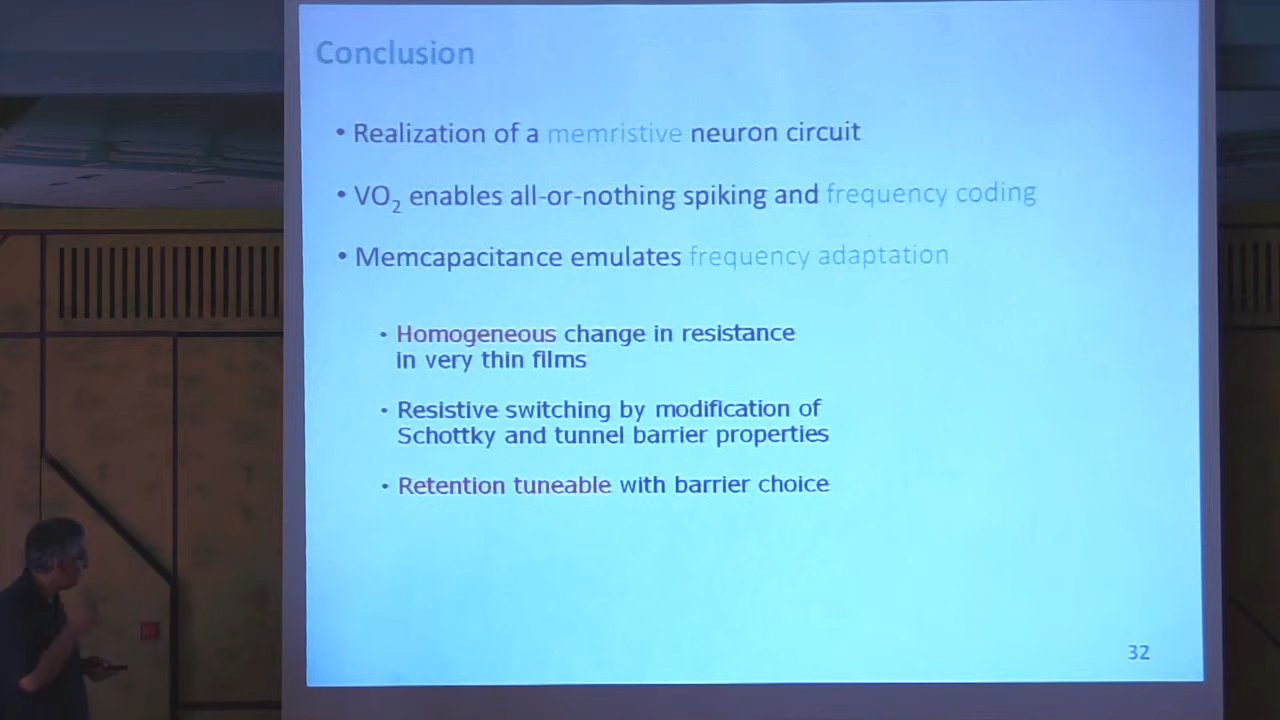 Conclusion
• Realization of a memristive neuron circuit
• VO₂ enables all-or-nothing spiking and frequency coding
• Memcapacitance emulates frequency adaptation
• Homogeneous change in resistance
in very thin films
• Resistive switching by modification of
Schottky and tunnel barrier properties
• Retention tuneable with barrier choice
32